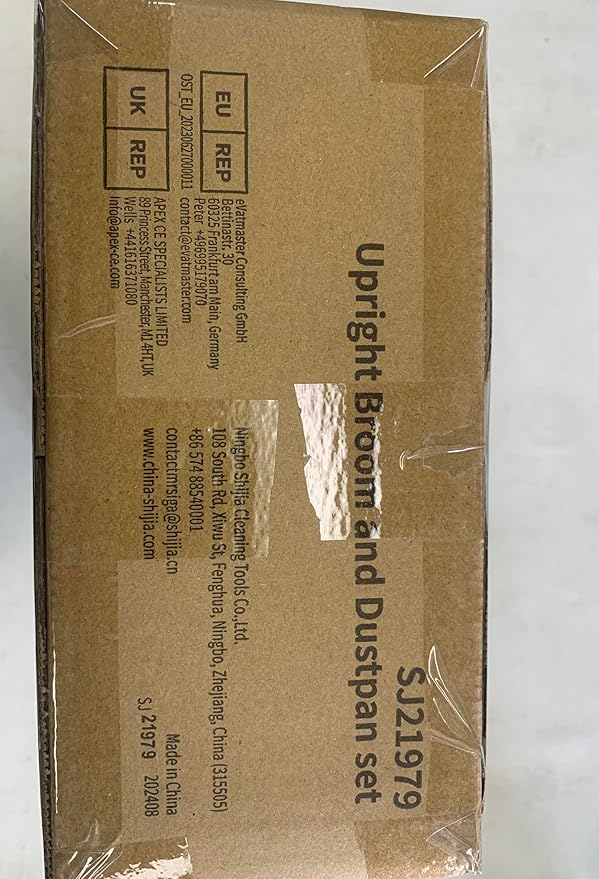 SJ21979
Upright Broom and Dustpan set
EU REP
eVatmaster Consulting GmbH
Bettinastr. 30
60325 Frankfurt am Main, Germany
Peter +496995179070
contact@evatmaster.com
OST_EU_20230627000011
UK REP
APEX CE SPECIALISTS LIMITED
89 Princess Street, Manchester, M1 4HT, UK
Wells +441616371080
Info@apex-ce.com
Ningbo Shijia Cleaning Tools Co.,Ltd.
108 South Rd, Xiwu St, Fenghua, Ningbo, Zhejiang, China (315505)
+86 574 88540001
contactmrsiga@shijia.cn
www.china-shijia.com
Made in China
SJ 21979 202408